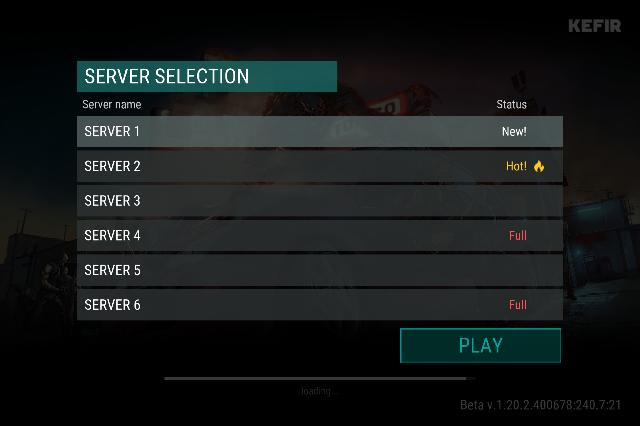 KEFIR
SERVER SELECTION
Server name Status
SERVER 1 New!
SERVER 2 Hot!
SERVER 3
SERVER 4 Full
SERVER 5
SERVER 6 Full
PLAY
loading...
Beta v.1.20.2.400678:240.7:21